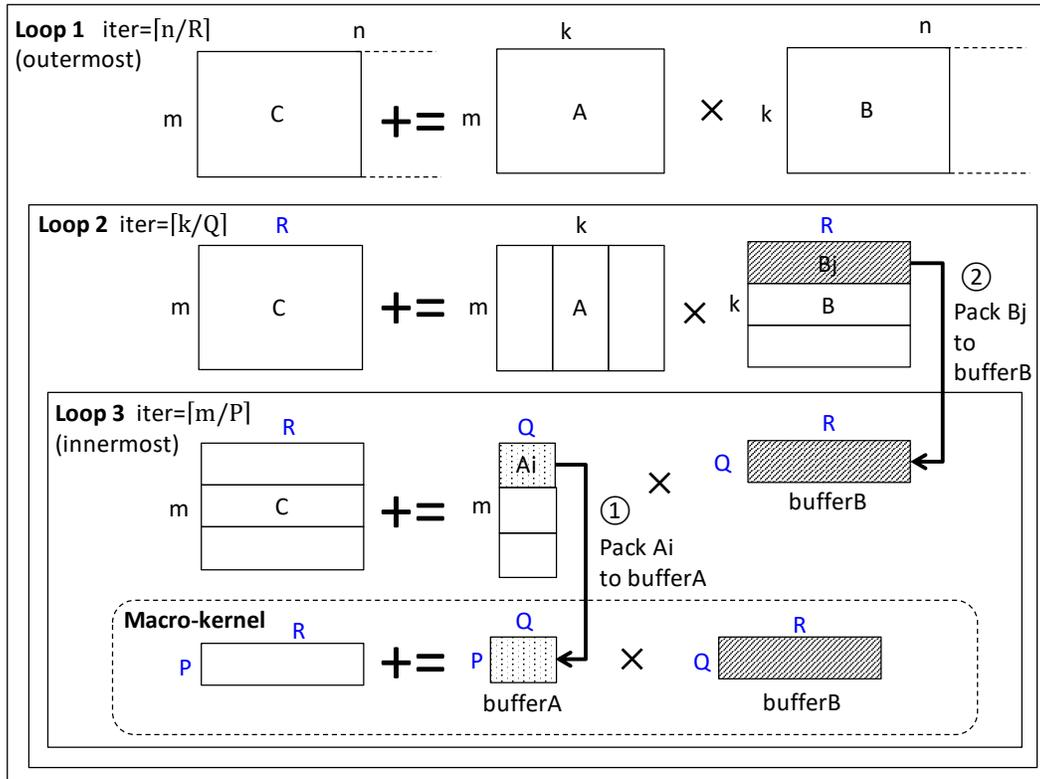 Loop 1 iter=⌈n/R⌉
(outermost)
n
k
n
m
C
+=
m
A
×
k
B
Loop 2 iter=⌈k/Q⌉
R
k
R
m
C
+=
m
A
×
k
Bj
B
②
Pack Bj
to
bufferB
Loop 3 iter=⌈m/P⌉
(innermost)
R
Q
R
m
C
+=
m
Ai
×
Q
bufferB
①
Pack Ai
to bufferA
Macro-kernel
R
Q
R
P
+=
P
×
Q
bufferA
bufferB